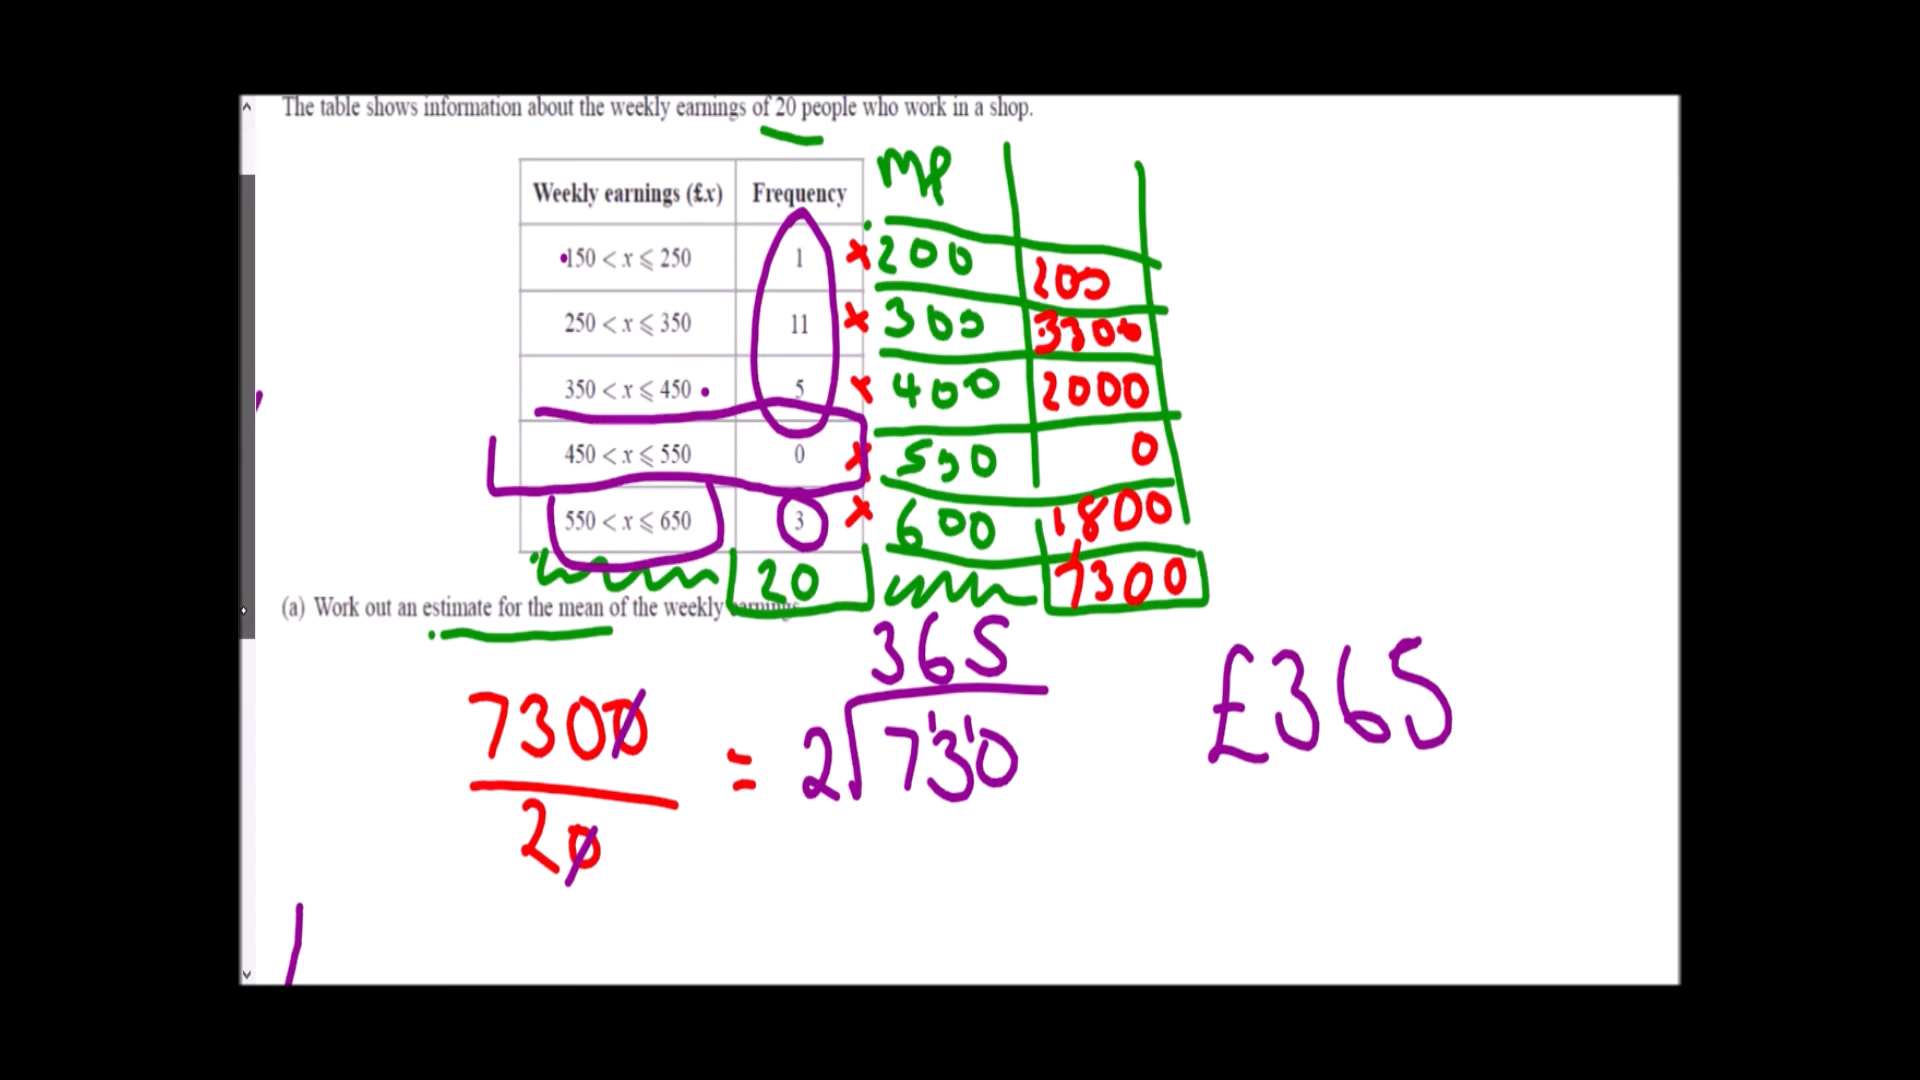 The table shows information about the weekly earnings of 20 people who work in a shop.
Weekly earnings (£x) Frequency MP
150 < x ⩽ 250 1 × 200 200
250 < x ⩽ 350 11 × 300 3300
350 < x ⩽ 450 5 × 400 2000
450 < x ⩽ 550 0 × 500 0
550 < x ⩽ 650 3 × 600 1800
20 7300
(a) Work out an estimate for the mean of the weekly earnings
365
7300 = 2 730 £365
20